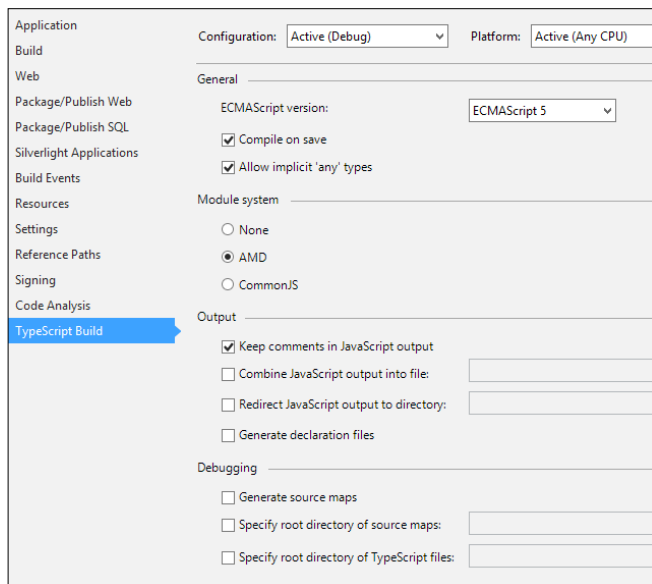 Application
Build
Web
Package/Publish Web
Package/Publish SQL
Silverlight Applications
Build Events
Resources
Settings
Reference Paths
Signing
Code Analysis
TypeScript Build
Configuration: Active (Debug) Platform: Active (Any CPU)
General
ECMAScript version: ECMAScript 5
Compile on save
Allow implicit 'any' types
Module system
None
AMD
CommonJS
Output
Keep comments in JavaScript output
Combine JavaScript output into file:
Redirect JavaScript output to directory:
Generate declaration files
Debugging
Generate source maps
Specify root directory of source maps:
Specify root directory of TypeScript files: